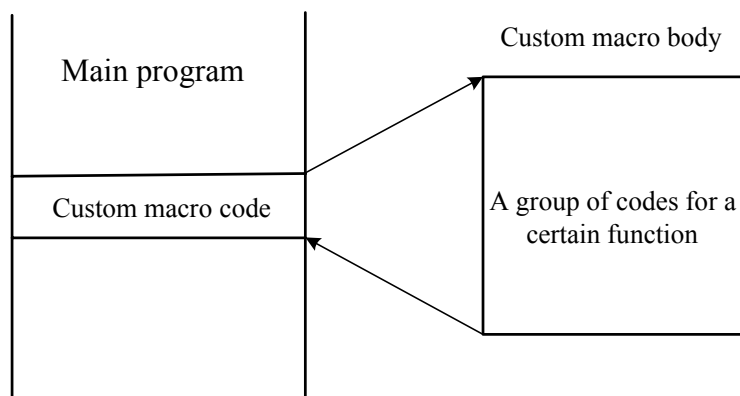 Custom macro body
Main program
Custom macro code
A group of codes for a
certain function